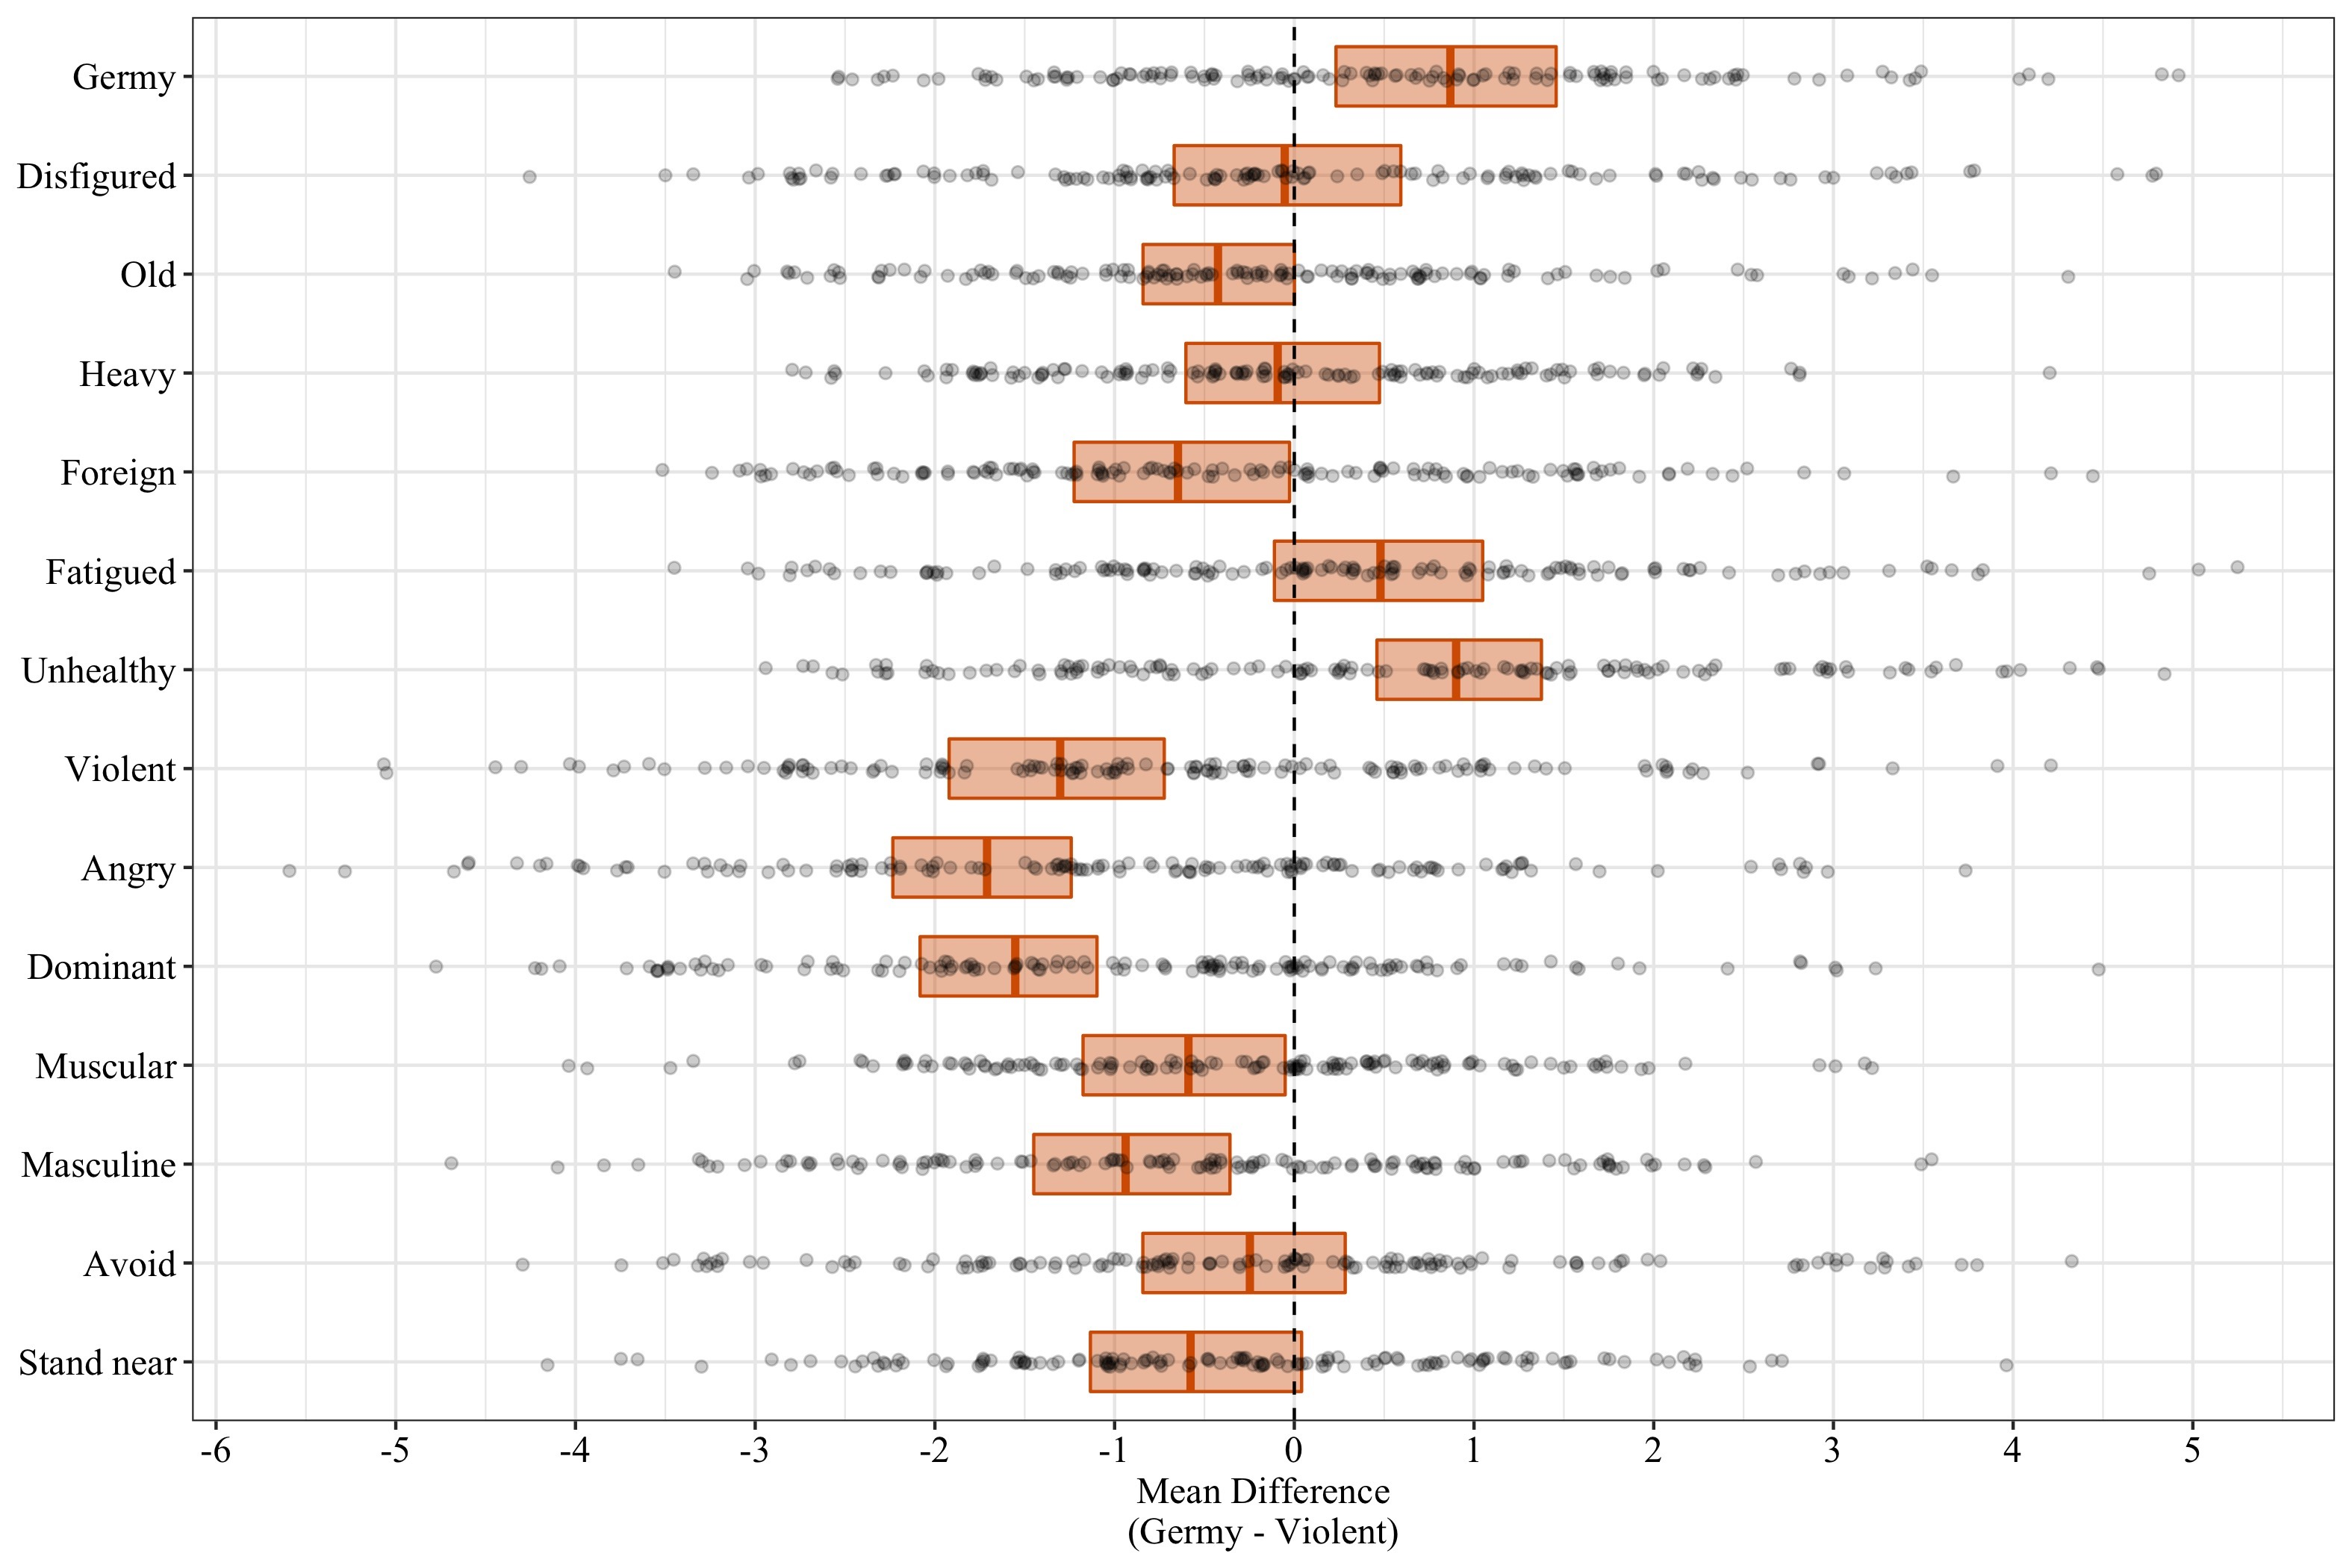 Germy
Disfigured
Old
Heavy
Foreign
Fatigued
Unhealthy
Violent
Angry
Dominant
Muscular
Masculine
Avoid
Stand near
-6 -5 -4 -3 -2 -1 0 1 2 3 4 5
Mean Difference
(Germy - Violent)